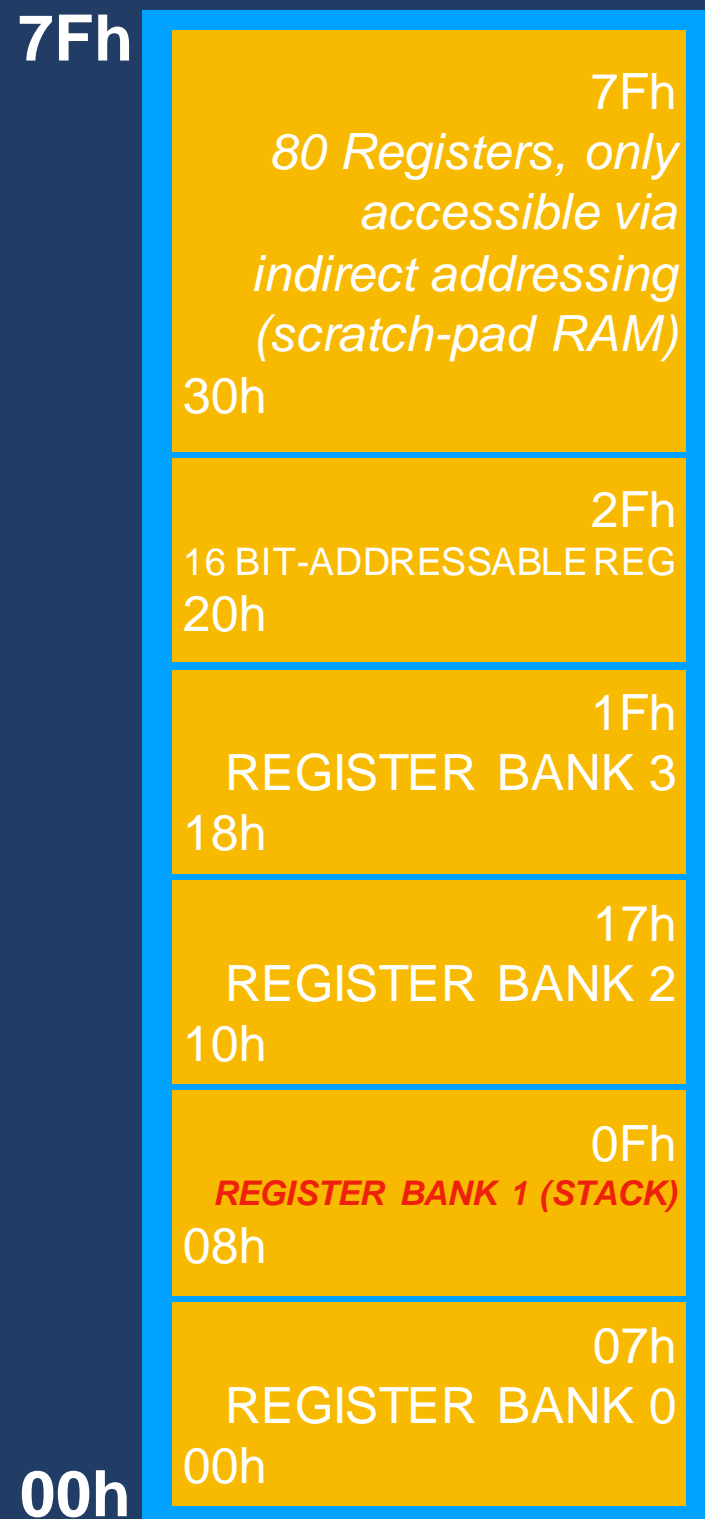 7Fh
7Fh
80 Registers, only
accessible via
indirect addressing
(scratch-pad RAM)
30h
2Fh
16 BIT-ADDRESSABLE REG
20h
1Fh
REGISTER BANK 3
18h
17h
REGISTER BANK 2
10h
0Fh
REGISTER BANK 1 (STACK)
08h
07h
REGISTER BANK 0
00h
00h